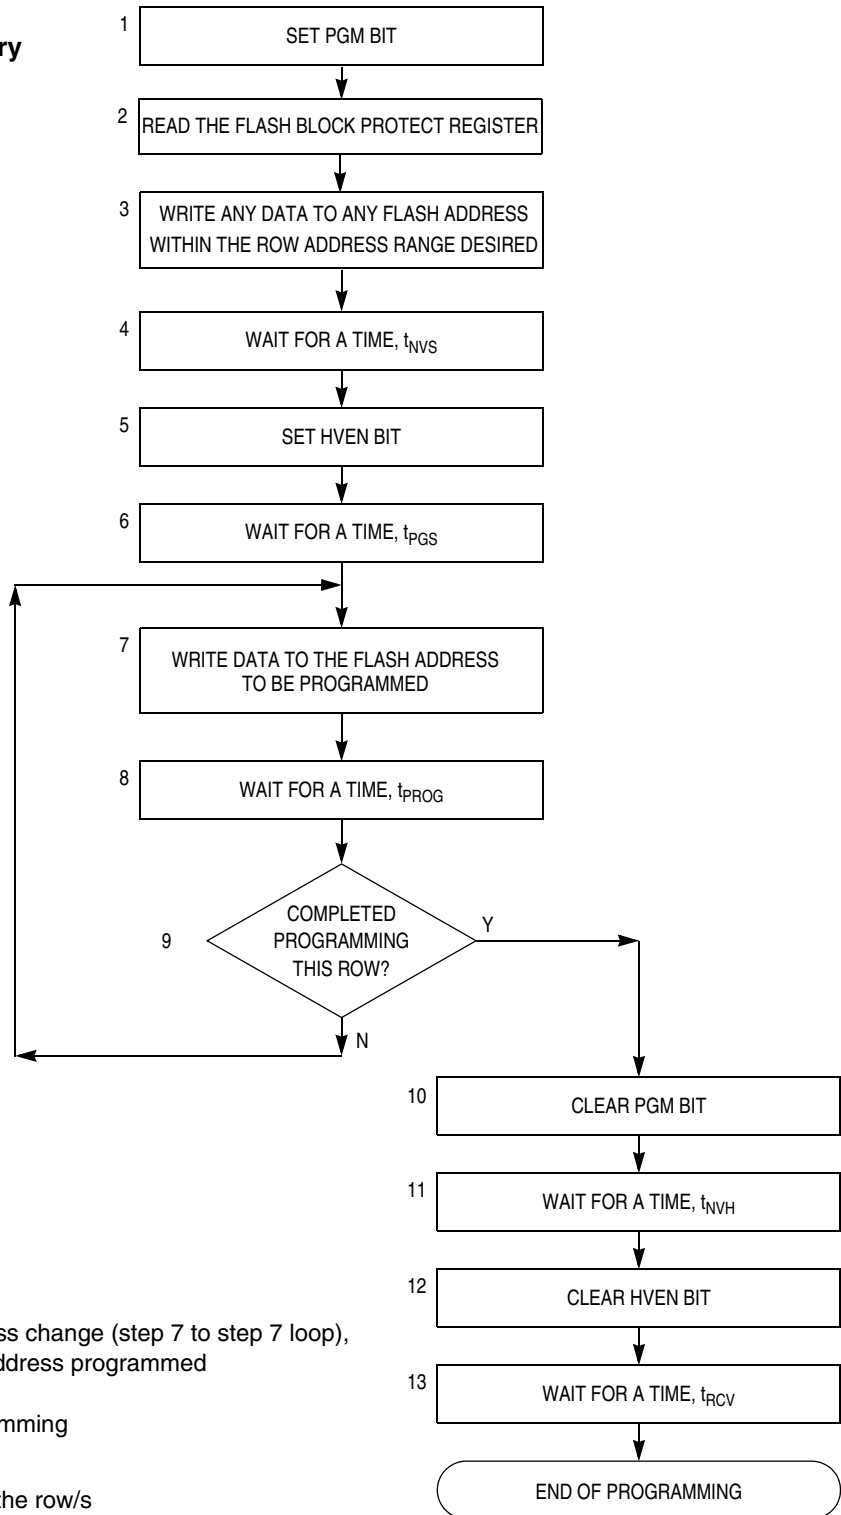 1
SET PGM BIT
2
READ THE FLASH BLOCK PROTECT REGISTER
3
WRITE ANY DATA TO ANY FLASH ADDRESS
WITHIN THE ROW ADDRESS RANGE DESIRED
4
WAIT FOR A TIME, tNVS
5
SET HVEN BIT
6
WAIT FOR A TIME, tPGS
7
WRITE DATA TO THE FLASH ADDRESS
TO BE PROGRAMMED
8
WAIT FOR A TIME, tPROG
9
COMPLETED
PROGRAMMING
THIS ROW?
Y
N
10
CLEAR PGM BIT
11
WAIT FOR A TIME, tNVH
12
CLEAR HVEN BIT
13
WAIT FOR A TIME, tRCV
END OF PROGRAMMING
change (step 7 to step 7 loop),
programmed
the row/s